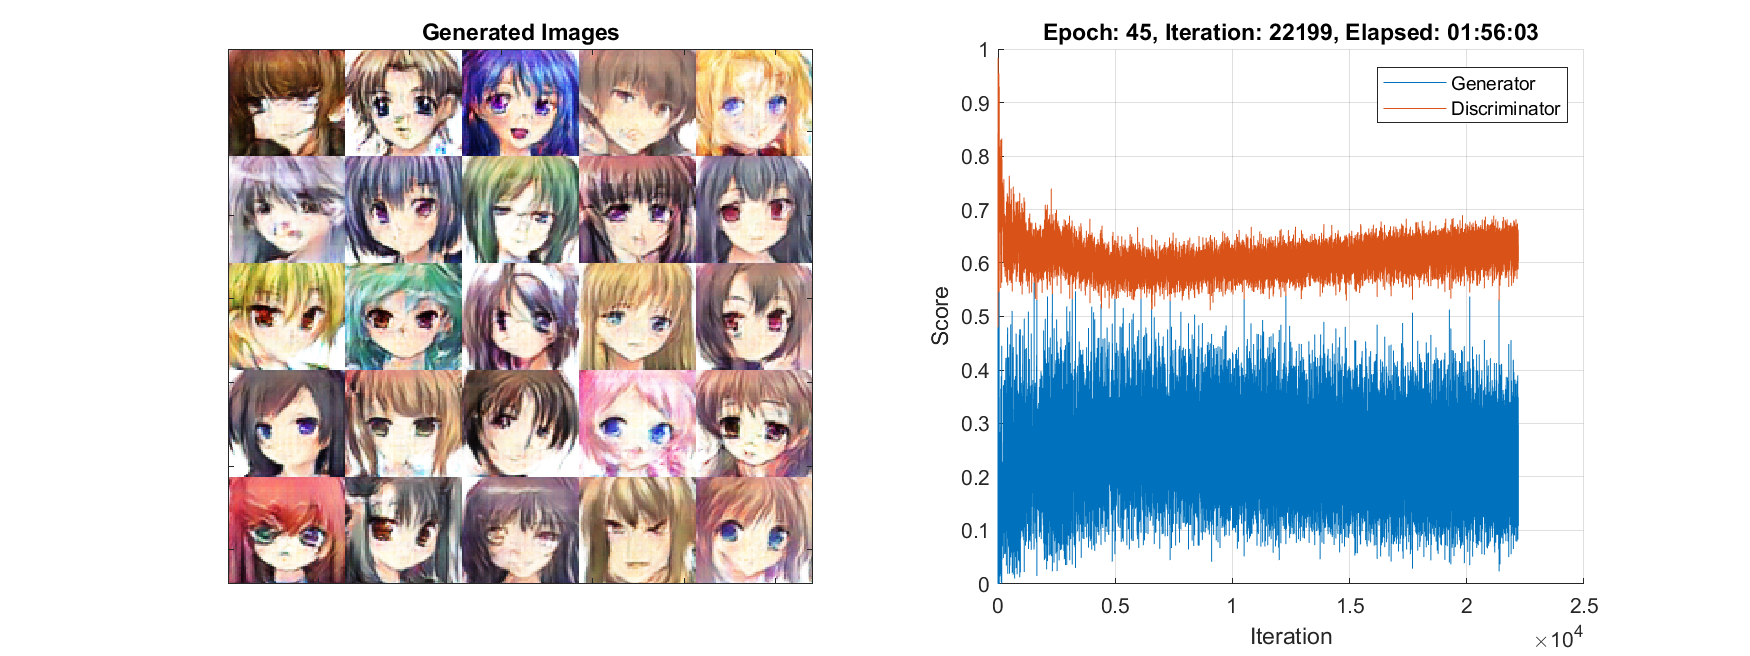 Generated Images
Epoch: 45, Iteration: 22199, Elapsed: 01:56:03
Generator
Discriminator
1
0.9
0.8
0.7
0.6
0.5
0.4
0.3
0.2
0.1
0
Score
0 0.5 1 1.5 2 2.5
Iteration
×10⁴